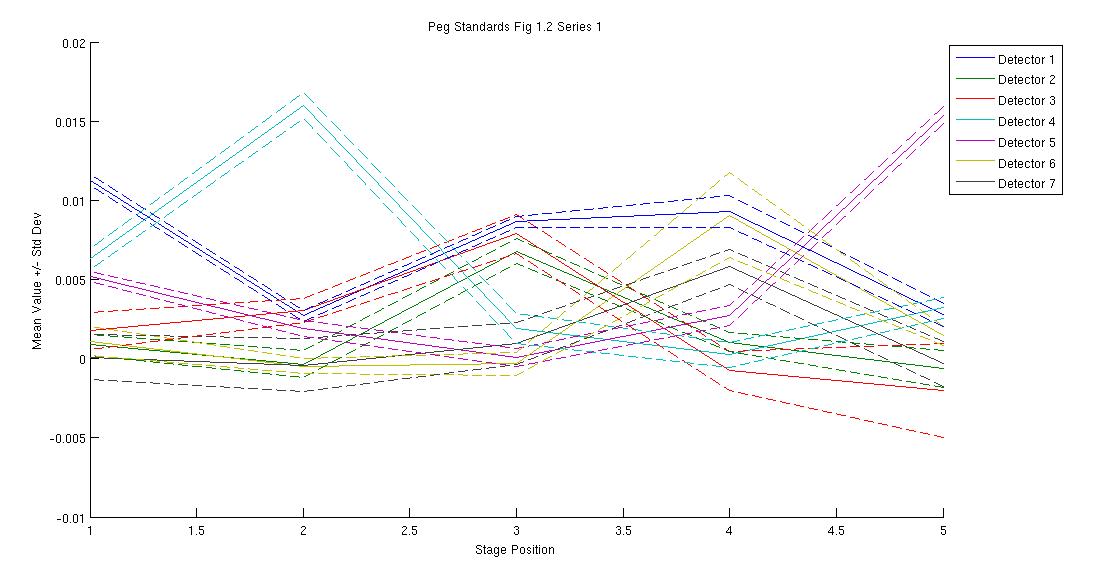 Peg Standards Fig 1.2 Series 1
0.02
0.015
0.01
0.005
0
-0.005
-0.01
Mean Value +/- Std Dev
1
1.5
2
2.5
3
3.5
4
4.5
5
Stage Position
Detector 1
Detector 2
Detector 3
Detector 4
Detector 5
Detector 6
Detector 7